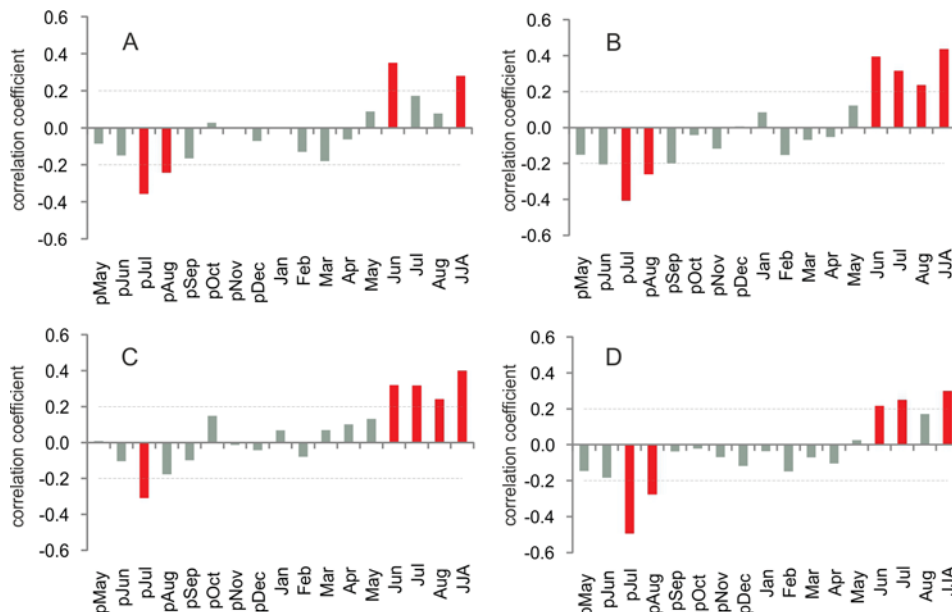 A
correlation coefficient
0.6
0.4
0.2
0.0
-0.2
-0.4
-0.6
pMay
pJun
pJul
pAug
pSep
pOct
pNov
pDec
Jan
Feb
Mar
Apr
May
Jun
Jul
Aug
JJA
B
correlation coefficient
0.6
0.4
0.2
0.0
-0.2
-0.4
-0.6
pMay
pJun
pJul
pAug
pSep
pOct
pNov
pDec
Jan
Feb
Mar
Apr
May
Jun
Jul
Aug
JJA
C
correlation coefficient
0.6
0.4
0.2
0.0
-0.2
-0.4
-0.6
pMay
pJun
pJul
pAug
pSep
pOct
pNov
pDec
Jan
Feb
Mar
Apr
May
Jun
Jul
Aug
JJA
D
correlation coefficient
0.6
0.4
0.2
0.0
-0.2
-0.4
-0.6
pMay
pJun
pJul
pAug
pSep
pOct
pNov
pDec
Jan
Feb
Mar
Apr
May
Jun
Jul
Aug
JJA